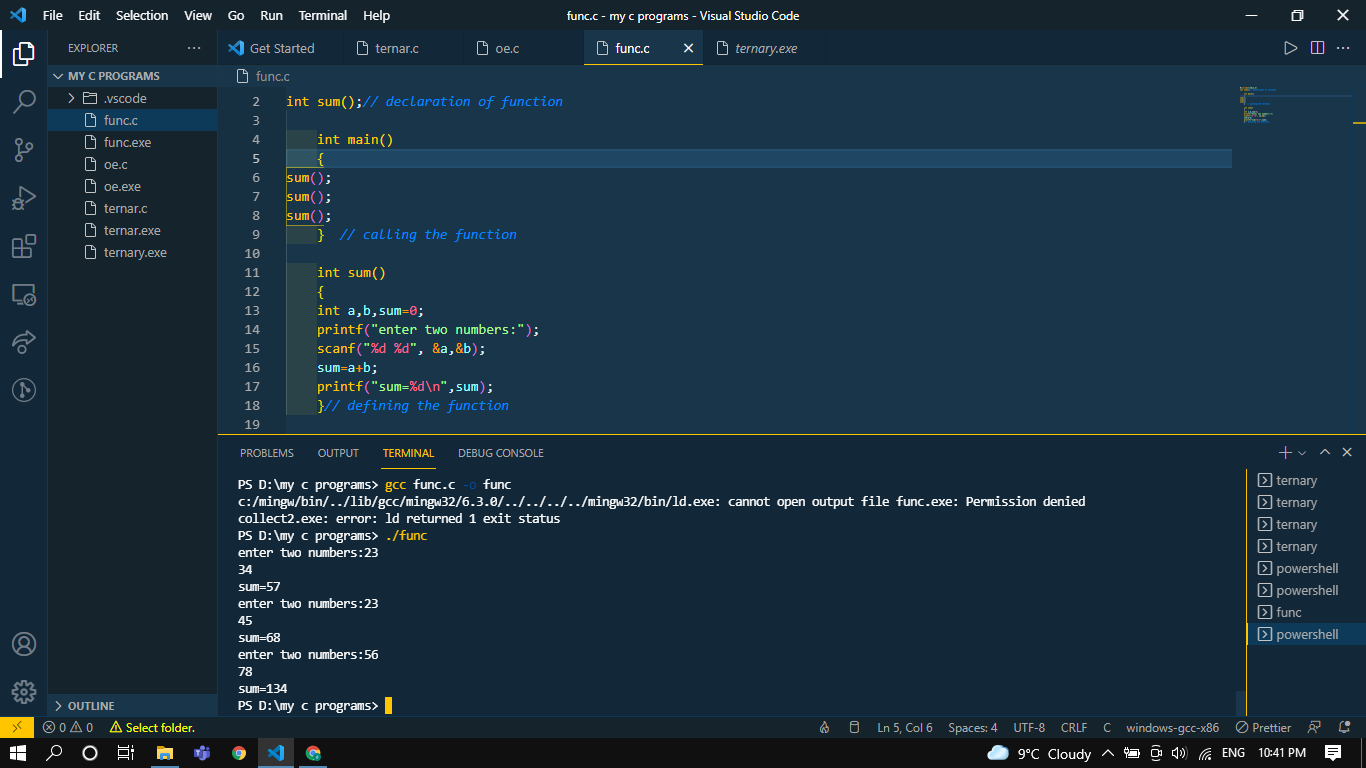 File Edit Selection View Go Run Terminal Help func.c - my c programs - Visual Studio Code
EXPLORER
Get Started ternar.c oe.c func.c ternary.exe
MY C PROGRAMS
.vscode
func.c
func.exe
oe.c
oe.exe
ternar.c
ternar.exe
ternary.exe
OUTLINE
func.c
2 int sum();// declaration of function
3
4 int main()
5 {
6 sum();
7 sum();
8 sum();
9 } // calling the function
10
11 int sum()
12 {
13 int a,b,sum=0;
14 printf("enter two numbers:");
15 scanf("%d %d", &a,&b);
16 sum=a+b;
17 printf("sum=%d\n",sum);
18 }// defining the function
19
PROBLEMS OUTPUT TERMINAL DEBUG CONSOLE
PS D:\my c programs> gcc func.c -o func
c:/mingw/bin/../lib/gcc/mingw32/6.3.0/../../../../mingw32/bin/ld.exe: cannot open output file func.exe: Permission denied
collect2.exe: error: ld returned 1 exit status
PS D:\my c programs> ./func
enter two numbers:23
34
sum=57
enter two numbers:23
45
sum=68
enter two numbers:56
78
sum=134
PS D:\my c programs>
ternary
ternary
ternary
ternary
powershell
powershell
func
powershell
0 0 Select folder. Ln 5, Col 6 Spaces: 4 UTF-8 CRLF C windows-gcc-x86 Prettier
9°C Cloudy ENG 10:41 PM